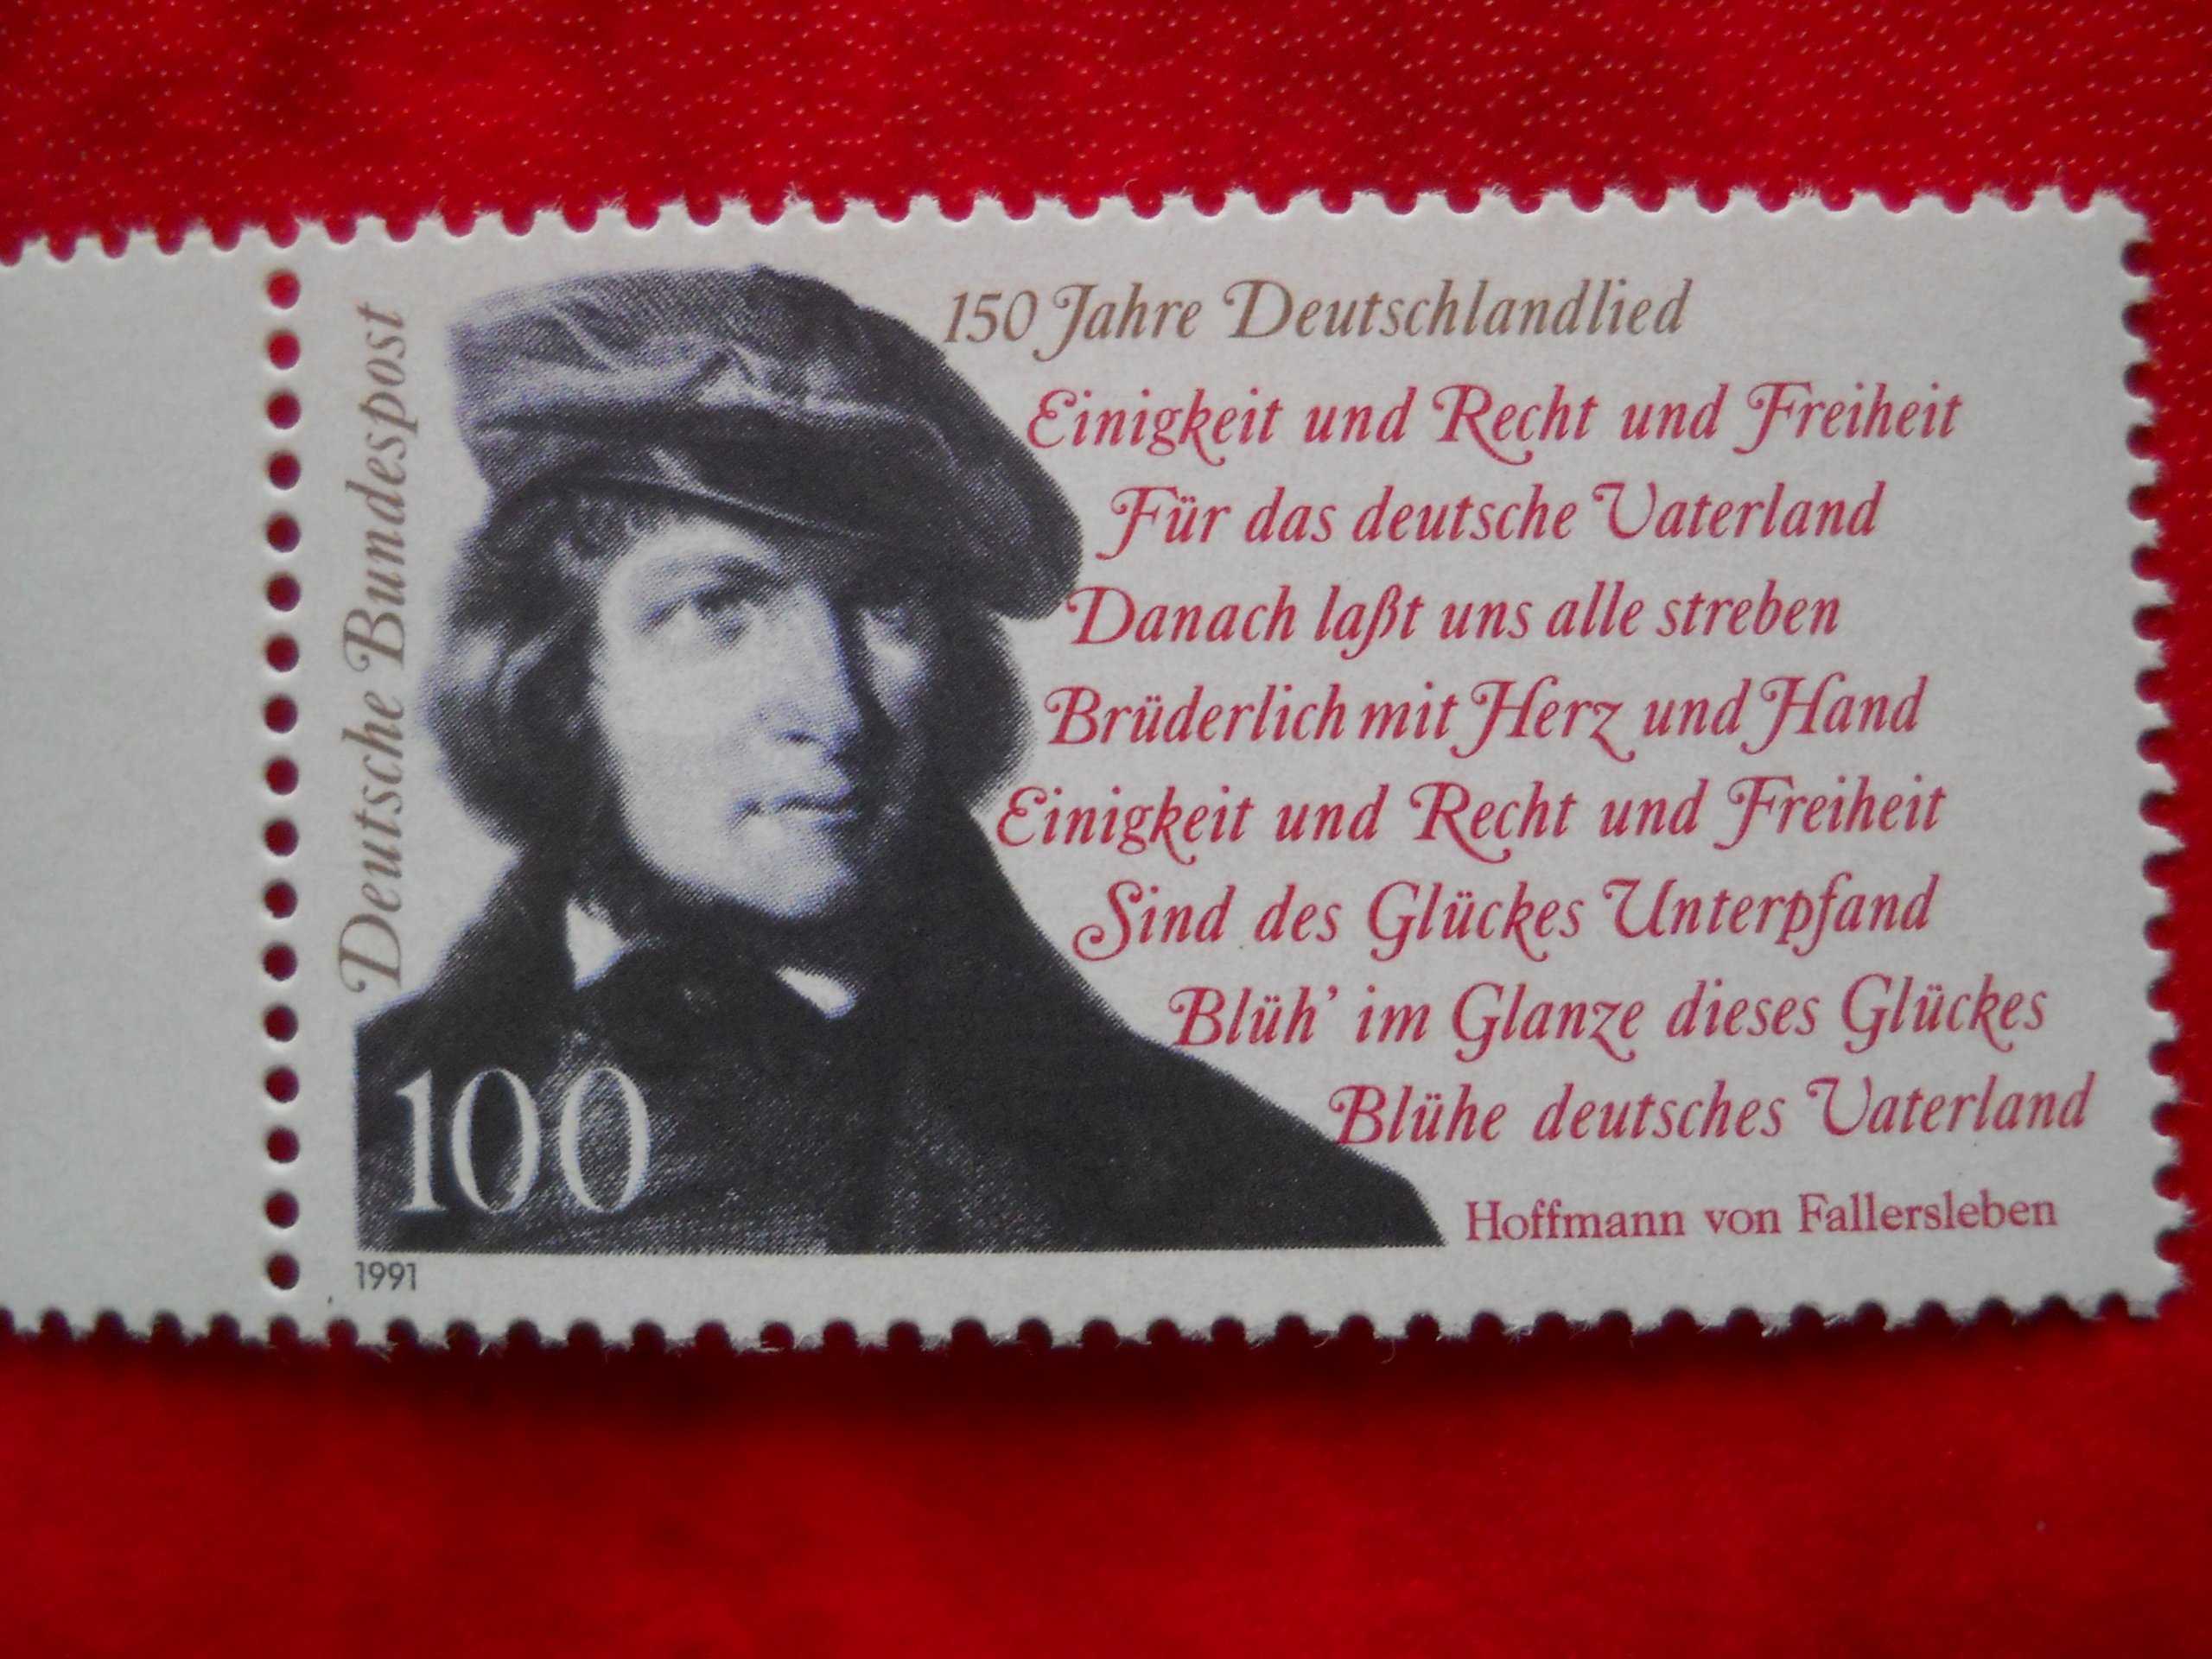 Deutsche Bundespost
150 Jahre Deutschlandlied
Einigkeit und Recht und Freiheit
Für das deutsche Vaterland
Danach laßt uns alle streben
Brüderlich mit Herz und Hand
Einigkeit und Recht und Freiheit
Sind des Glückes Unterpfand
Blüh' im Glanze dieses Glückes
Blühe deutsches Vaterland
Hoffmann von Fallersleben
100
1991